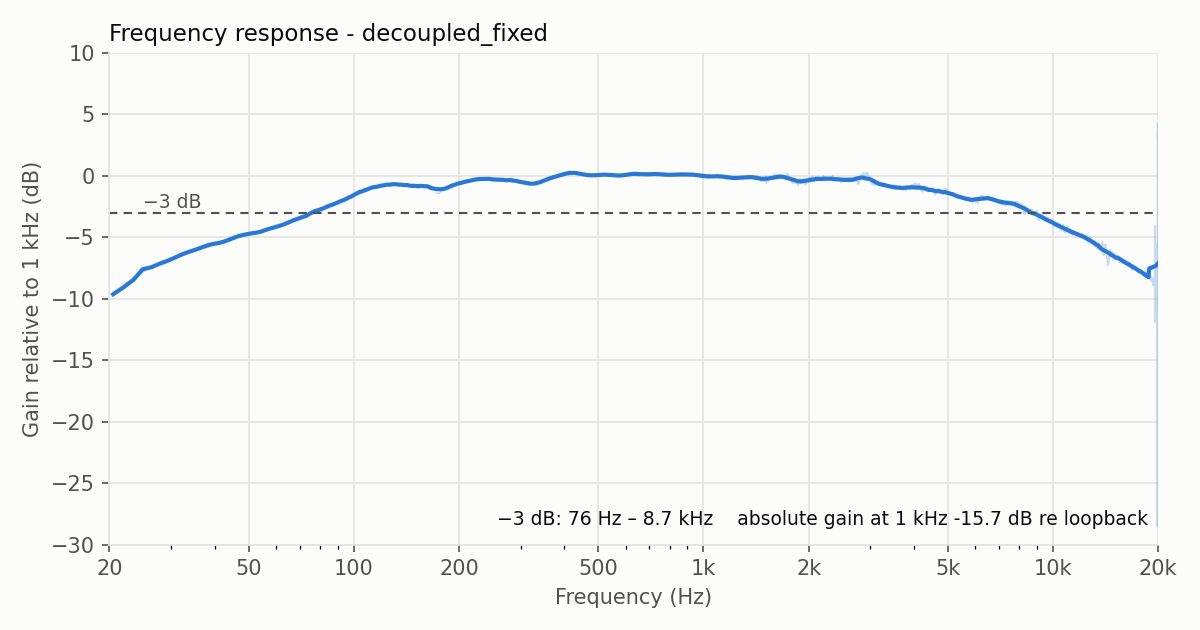 Frequency response - decoupled_fixed
10
5
0
−5
−10
−15
−20
−25
−30
Gain relative to 1 kHz (dB)
−3 dB
−3 dB: 76 Hz – 8.7 kHz    absolute gain at 1 kHz -15.7 dB re loopback
20 50 100 200 500 1k 2k 5k 10k 20k
Frequency (Hz)